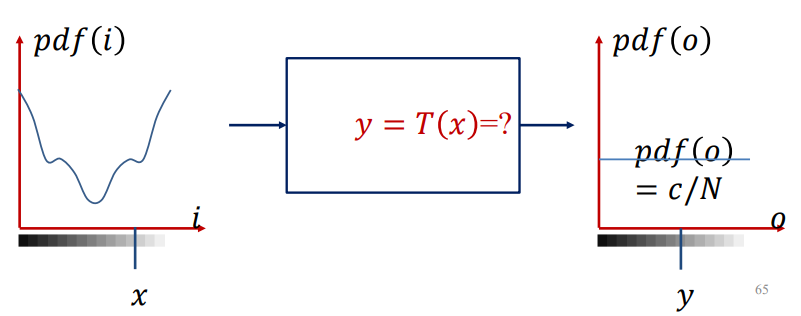 pdf(i)
i
x
y = T(x)=?
pdf(o)
pdf(o)
= c/N
o
y
65